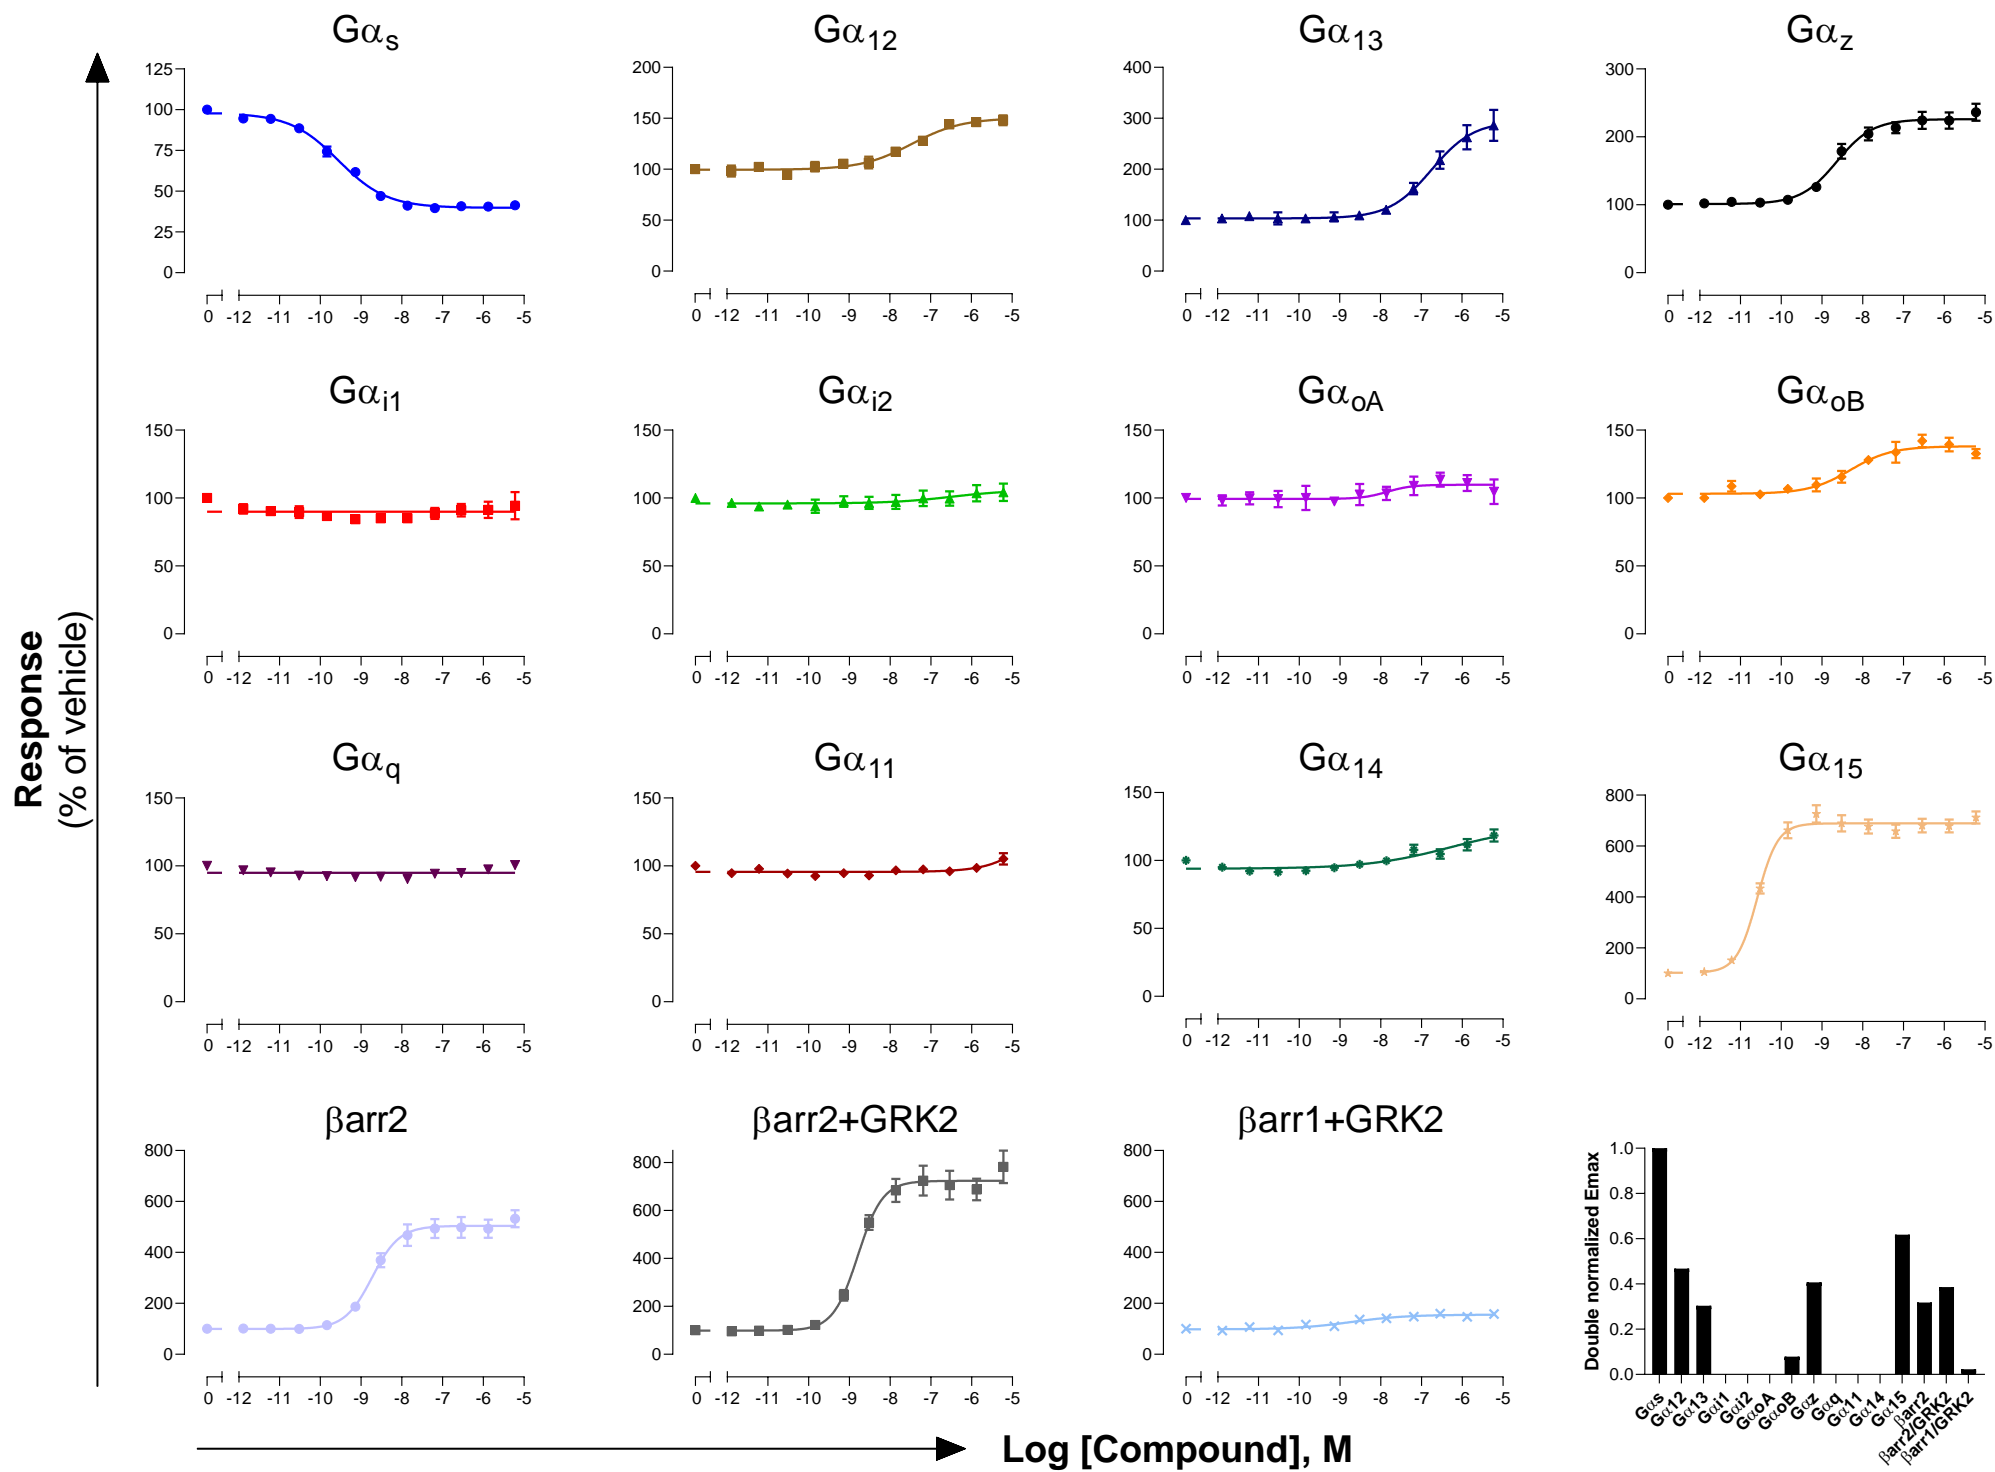 Gαs
Gα12
Gα13
Gαz
125
100
75
50
25
0
0 -12 -11 -10 -9 -8 -7 -6 -5
200
150
100
50
0
0 -12 -11 -10 -9 -8 -7 -6 -5
400
300
200
100
0
0 -12 -11 -10 -9 -8 -7 -6 -5
300
200
100
0
0 -12 -11 -10 -9 -8 -7 -6 -5
Gαi1
Gαi2
GαoA
GαoB
150
100
50
0
0 -12 -11 -10 -9 -8 -7 -6 -5
150
100
50
0
0 -12 -11 -10 -9 -8 -7 -6 -5
150
100
50
0
0 -12 -11 -10 -9 -8 -7 -6 -5
150
100
50
0
0 -12 -11 -10 -9 -8 -7 -6 -5
Response
(% of vehicle)
Gαq
Gα11
Gα14
Gα15
150
100
50
0
0 -12 -11 -10 -9 -8 -7 -6 -5
150
100
50
0
0 -12 -11 -10 -9 -8 -7 -6 -5
150
100
50
0
0 -12 -11 -10 -9 -8 -7 -6 -5
800
600
400
200
0
0 -12 -11 -10 -9 -8 -7 -6 -5
βarr2
βarr2+GRK2
βarr1+GRK2
800
600
400
200
0
0 -12 -11 -10 -9 -8 -7 -6 -5
800
600
400
200
0
0 -12 -11 -10 -9 -8 -7 -6 -5
800
600
400
200
0
0 -12 -11 -10 -9 -8 -7 -6 -5
Double normalized Emax
1.0
0.8
0.6
0.4
0.2
0.0
Gαs
Gα12
Gα13
Gαi1
Gαi2
GαoA
GαoB
Gαz
Gαq
Gα11
Gα14
Gα15
βarr2
βarr2/GRK2
βarr1/GRK2
Log [Compound], M